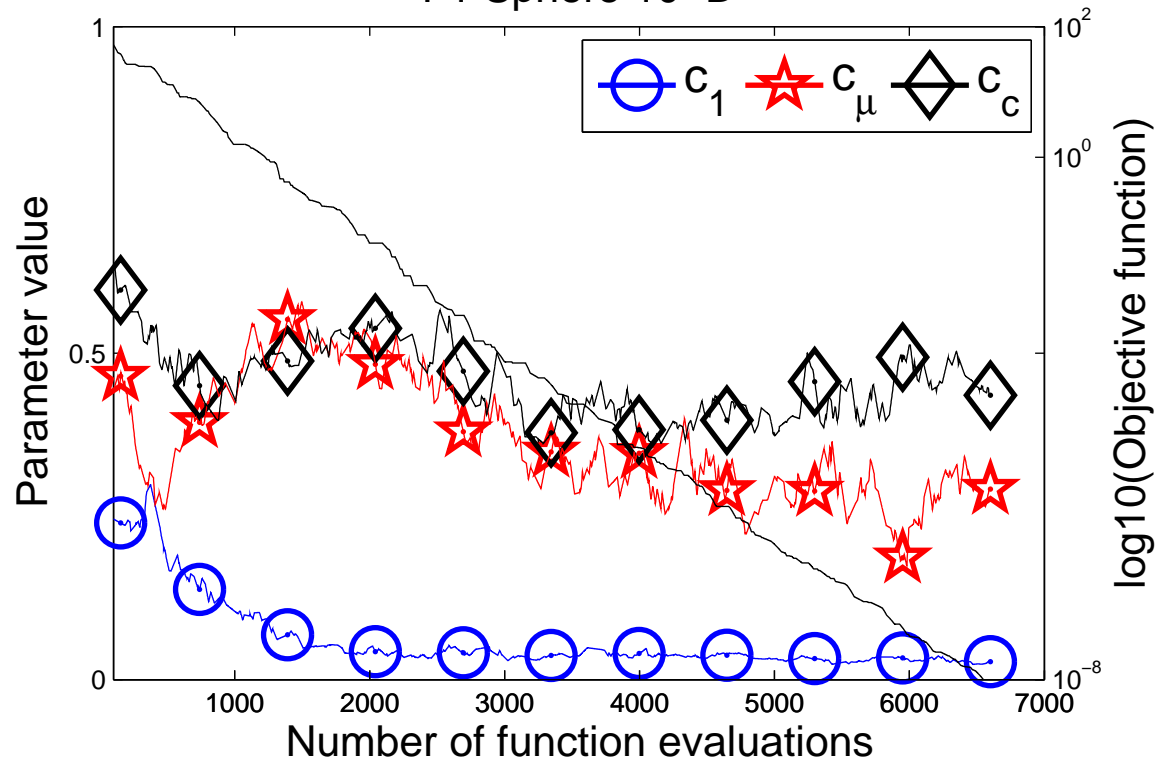 1
0.5
0
Parameter value
c1 cμ cc
10^2
10^0
10^-8
log10(Objective function)
1000 2000 3000 4000 5000 6000 7000
Number of function evaluations